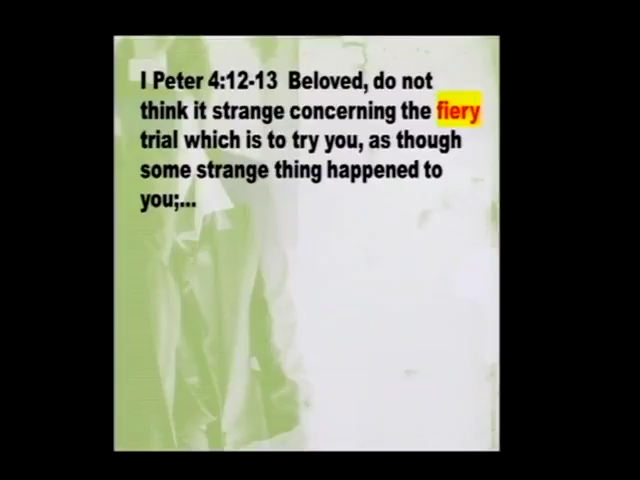 I Peter 4:12-13 Beloved, do not
think it strange concerning the fiery
trial which is to try you, as though
some strange thing happened to
you;...